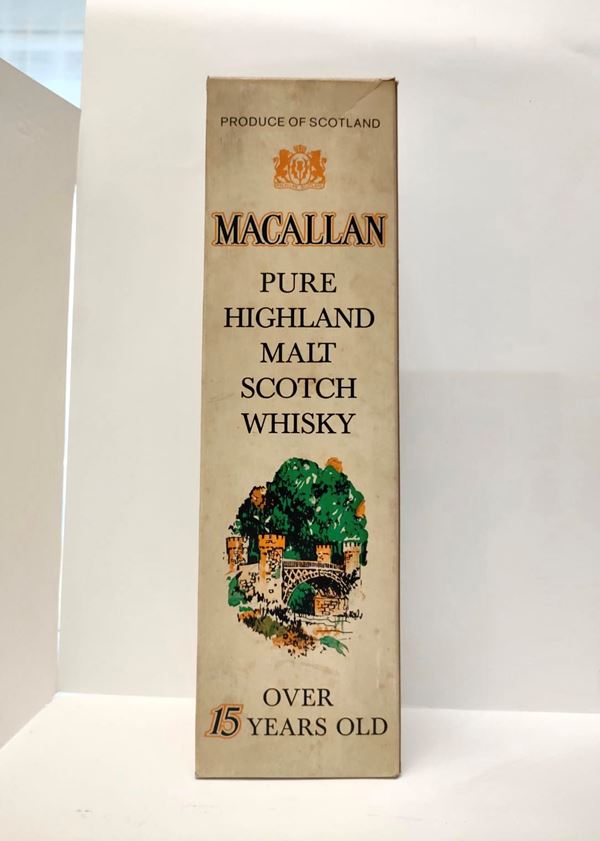 PRODUCE OF SCOTLAND
MACALLAN
PURE
HIGHLAND
MALT
SCOTCH
WHISKY
OVER
15 YEARS OLD